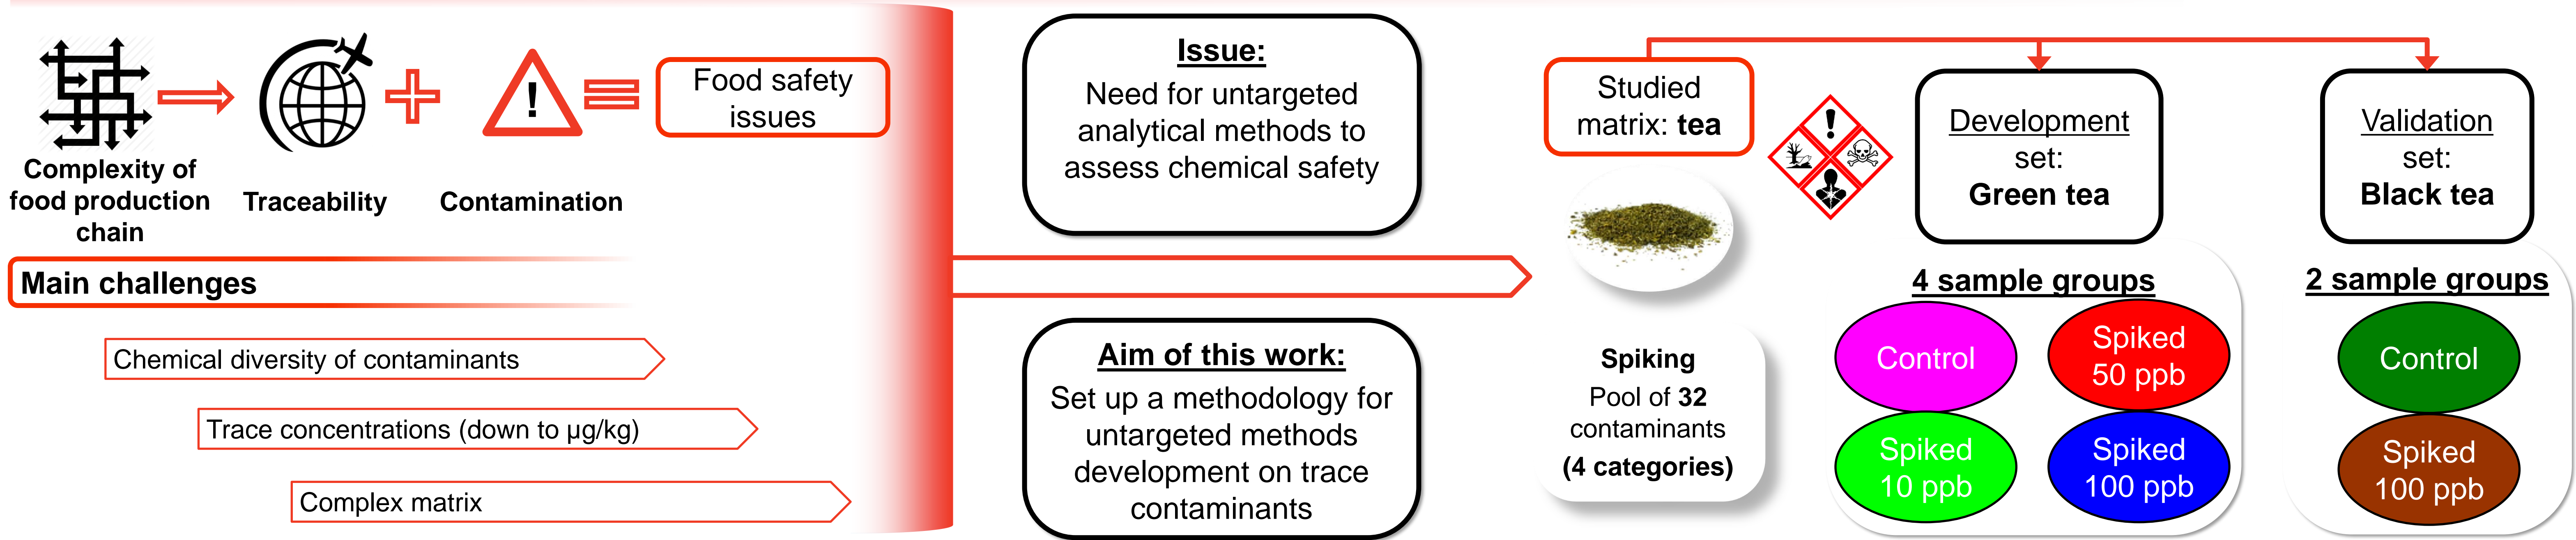 Complexity of
food production
chain
Traceability
Contamination
!
Food safety
issues
Main challenges
Chemical diversity of contaminants
Trace concentrations (down to µg/kg)
Complex matrix
Issue:
Need for untargeted
analytical methods to
assess chemical safety
Aim of this work:
Set up a methodology for
untargeted methods
development on trace
contaminants
Studied
matrix: tea
Spiking
Pool of 32
contaminants
(4 categories)
!
Development
set:
Green tea
4 sample groups
Control
Spiked
50 ppb
Spiked
10 ppb
Spiked
100 ppb
Validation
set:
Black tea
2 sample groups
Control
Spiked
100 ppb